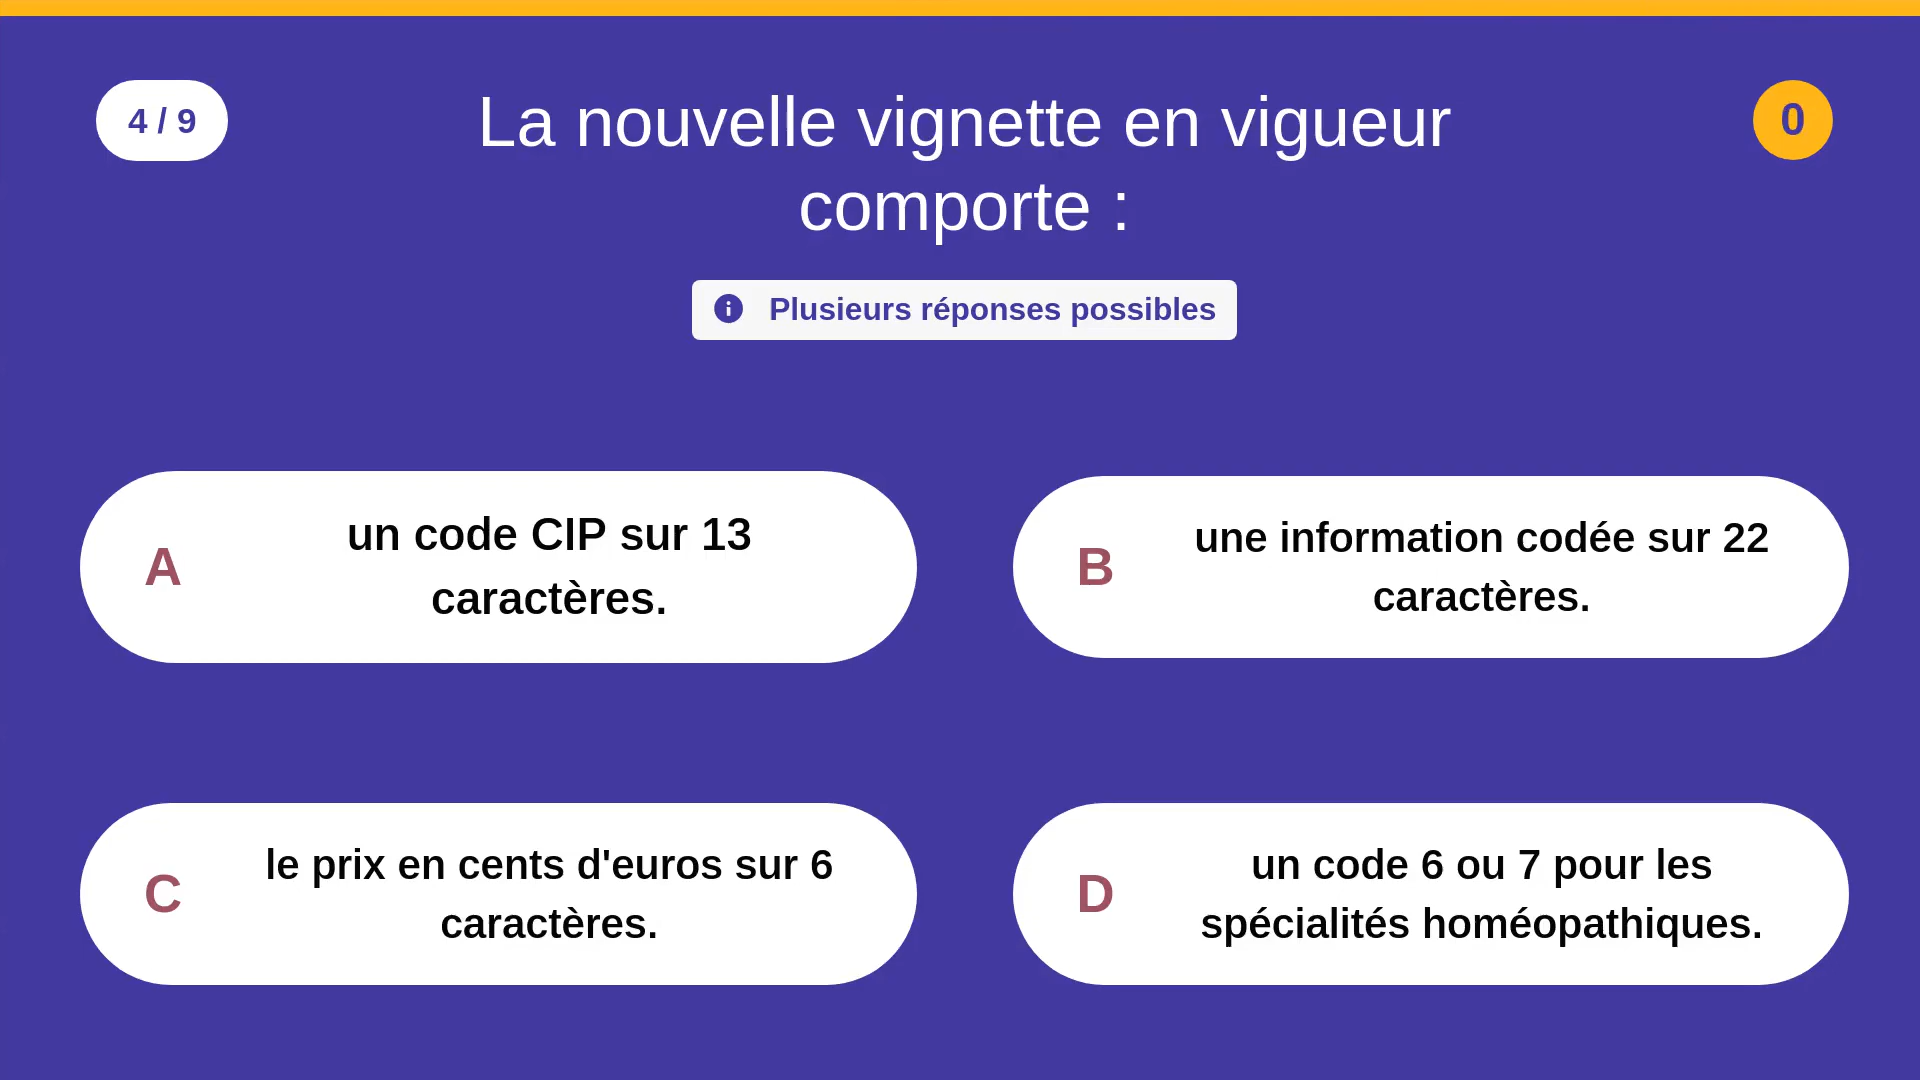 4 / 9
La nouvelle vignette en vigueur
comporte :
0
Plusieurs réponses possibles
A
un code CIP sur 13
caractères.
B
une information codée sur 22
caractères.
C
le prix en cents d'euros sur 6
caractères.
D
un code 6 ou 7 pour les
spécialités homéopathiques.